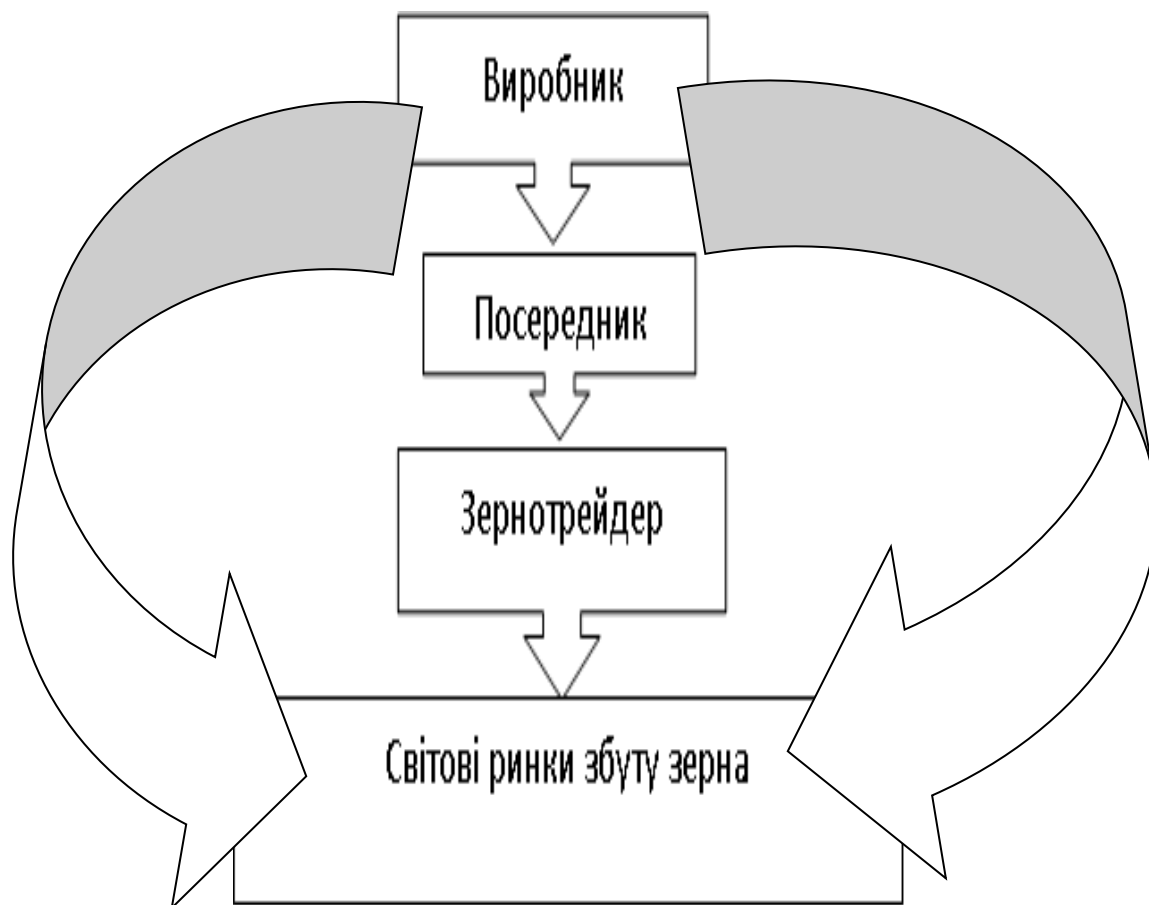 Виробник
Посередник
Зернотрейдер
Світові ринки збуту зерна